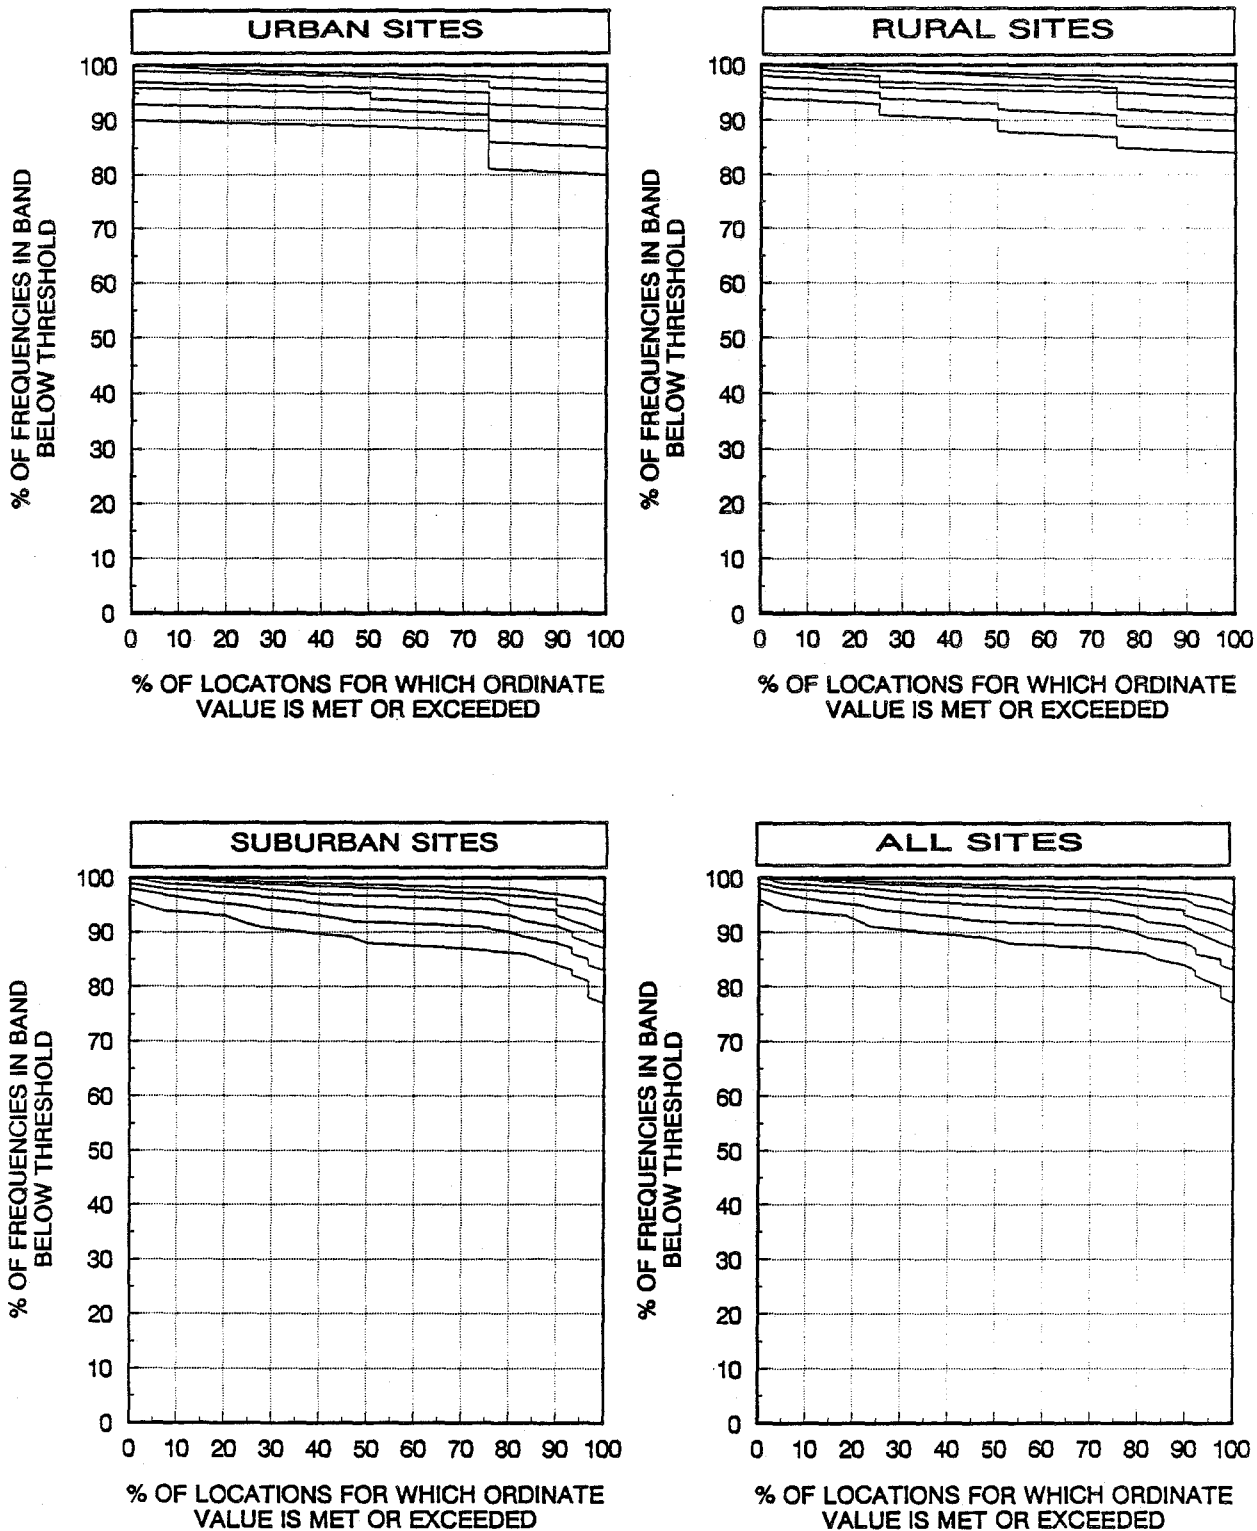 URBAN SITES
100
90
80
70
60
50
40
30
20
10
0
% OF FREQUENCIES IN BAND
BELOW THRESHOLD
0 10 20 30 40 50 60 70 80 90 100
% OF LOCATONS FOR WHICH ORDINATE
VALUE IS MET OR EXCEEDED
RURAL SITES
100
90
80
70
60
50
40
30
20
10
0
% OF FREQUENCIES IN BAND
BELOW THRESHOLD
0 10 20 30 40 50 60 70 80 90 100
% OF LOCATIONS FOR WHICH ORDINATE
VALUE IS MET OR EXCEEDED
SUBURBAN SITES
100
90
80
70
60
50
40
30
20
10
0
% OF FREQUENCIES IN BAND
BELOW THRESHOLD
0 10 20 30 40 50 60 70 80 90 100
% OF LOCATIONS FOR WHICH ORDINATE
VALUE IS MET OR EXCEEDED
ALL SITES
100
90
80
70
60
50
40
30
20
10
0
% OF FREQUENCIES IN BAND
BELOW THRESHOLD
0 10 20 30 40 50 60 70 80 90 100
% OF LOCATIONS FOR WHICH ORDINATE
VALUE IS MET OR EXCEEDED